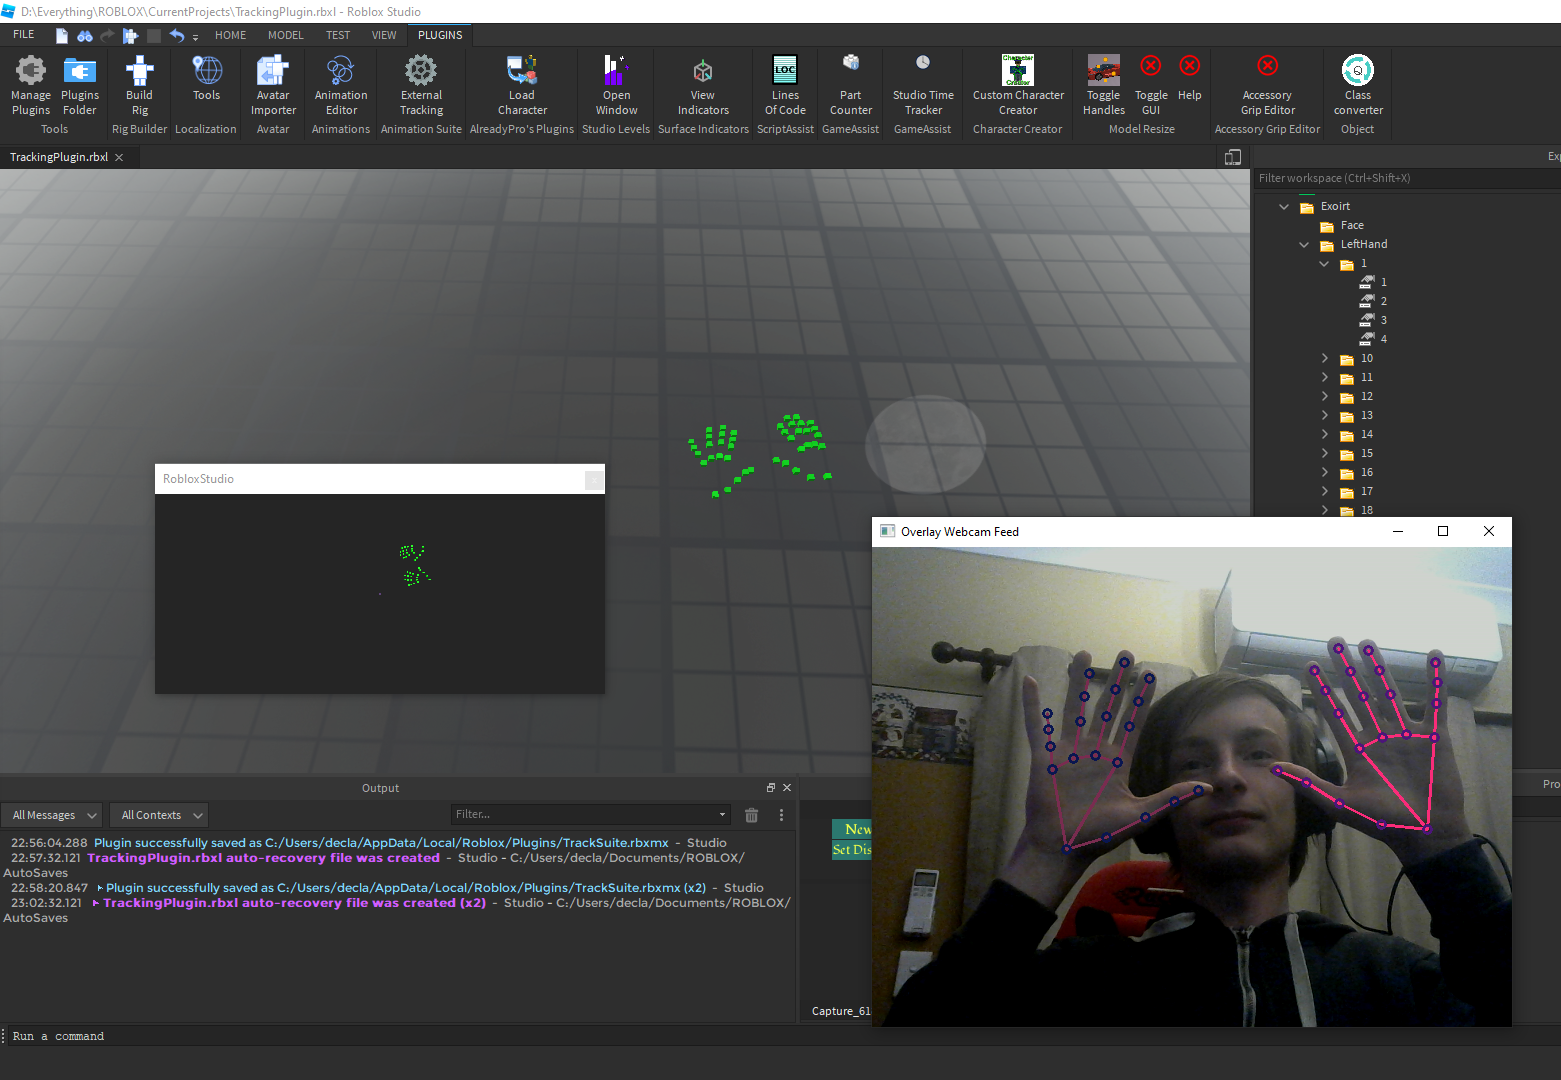 D:\Everything\ROBLOX\CurrentProjects\TrackingPlugin.rbxl - Roblox Studio
FILE HOME MODEL TEST VIEW PLUGINS
Manage Plugins
Plugins Folder
Tools
Build Rig
Rig Builder
Tools
Localization
Avatar Importer
Avatar
Animation Editor
Animations
External Tracking
Animation Suite
Load Character
AlreadyPro's Plugins
Open Window
Studio Levels
View Indicators
Surface Indicators
LOC
Lines Of Code
ScriptAssist
Part Counter
GameAssist
Studio Time Tracker
GameAssist
Character
Creator
Custom Character Creator
Character Creator
Toggle Handles
Toggle GUI
Help
Model Resize
Accessory Grip Editor
Accessory Grip Editor
Class converter
Object
TrackingPlugin.rbxl
Exp
Filter workspace (Ctrl+Shift+X)
Exoirt
Face
LeftHand
1
1
2
3
4
10
11
12
13
14
15
16
17
18
RobloxStudio
Overlay Webcam Feed
Output
All Messages All Contexts Filter...
22:56:04.288 Plugin successfully saved as C:/Users/decla/AppData/Local/Roblox/Plugins/TrackSuite.rbxmx - Studio
22:57:32.121 TrackingPlugin.rbxl auto-recovery file was created - Studio - C:/Users/decla/Documents/ROBLOX/
AutoSaves
22:58:20.847 Plugin successfully saved as C:/Users/decla/AppData/Local/Roblox/Plugins/TrackSuite.rbxmx (x2) - Studio
23:02:32.121 TrackingPlugin.rbxl auto-recovery file was created (x2) - Studio - C:/Users/decla/Documents/ROBLOX/
AutoSaves
New
Set Dis
Capture_61
Pro
Run a command